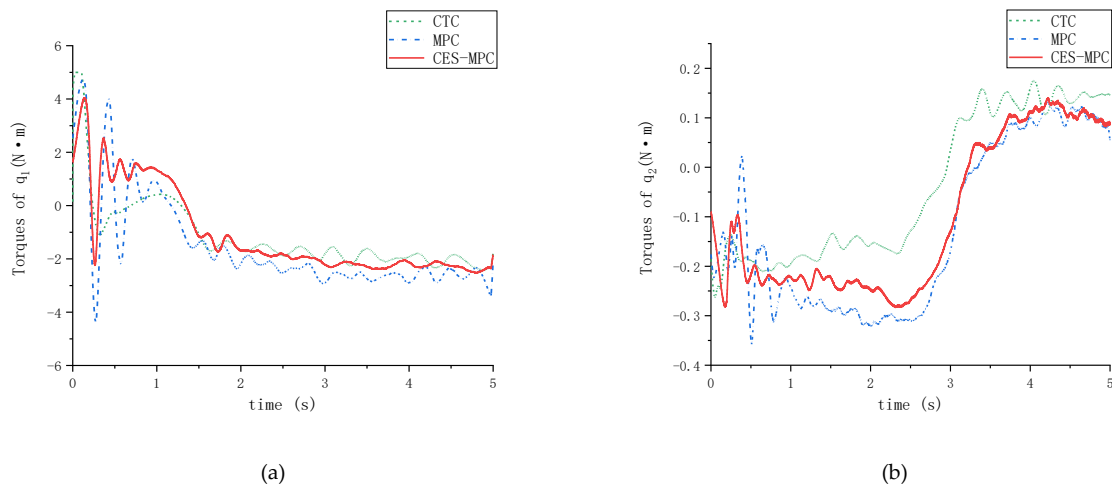 CTC
MPC
CES-MPC
Torques of q₁(N·m)
6
4
2
0
-2
-4
-6
0
1
2
3
4
5
time (s)
(a)
CTC
MPC
CES-MPC
Torques of q₂(N·m)
0.2
0.1
0.0
-0.1
-0.2
-0.3
-0.4
0
1
2
3
4
5
time (s)
(b)